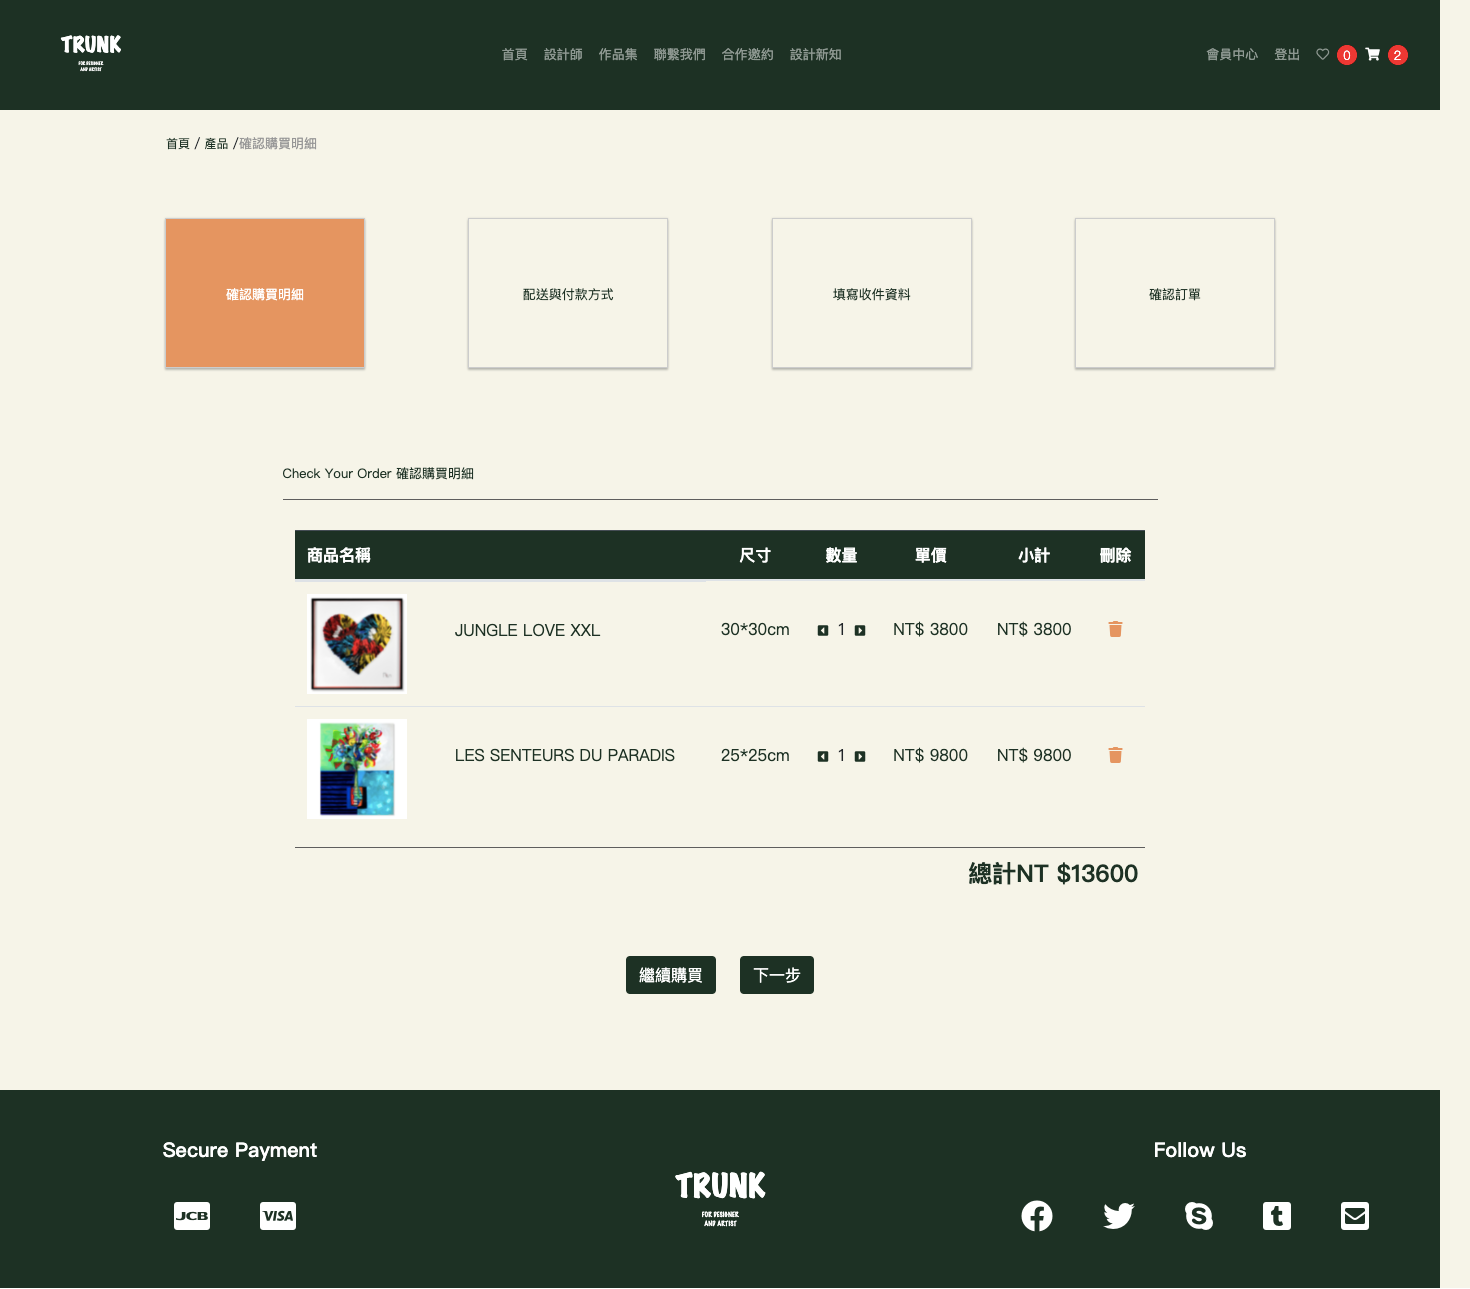 TRUNK
FOR DESIGNER
AND ARTIST
首頁 設計師 作品集 聯繫我們 合作邀約 設計新知
會員中心 登出 0 2
首頁 / 產品 /確認購買明細
確認購買明細
配送與付款方式
填寫收件資料
確認訂單
Check Your Order 確認購買明細
商品名稱 尺寸 數量 單價 小計 刪除
JUNGLE LOVE XXL 30*30cm 1 NT$ 3800 NT$ 3800
LES SENTEURS DU PARADIS 25*25cm 1 NT$ 9800 NT$ 9800
總計NT $13600
繼續購買 下一步
Secure Payment
JCB VISA
TRUNK
FOR DESIGNER
AND ARTIST
Follow Us